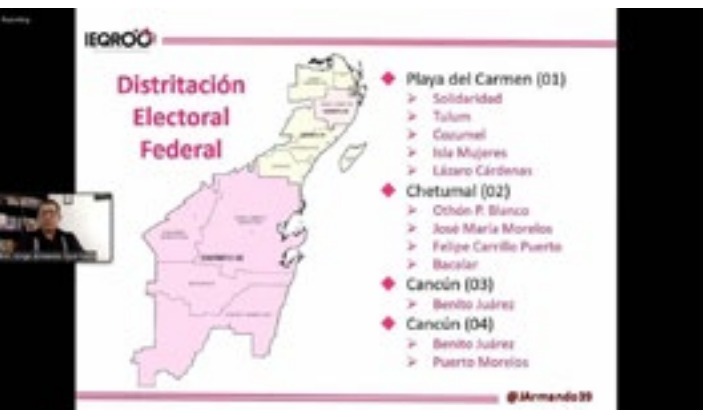 IEQROO
Distritación
Electoral
Federal
Playa del Carmen (01)
Solidaridad
Tulum
Cozumel
Isla Mujeres
Lázaro Cárdenas
Chetumal (02)
Othón P. Blanco
José María Morelos
Felipe Carrillo Puerto
Bacalar
Cancún (03)
Benito Juárez
Cancún (04)
Benito Juárez
Puerto Morelos
@JArmando39